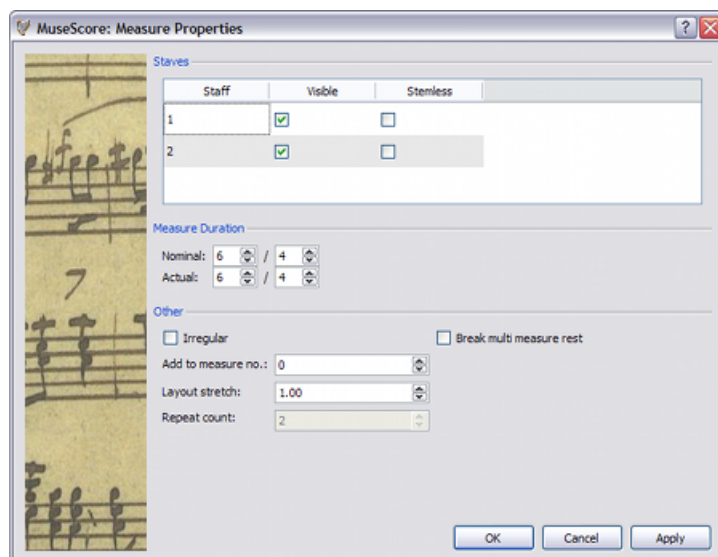 MuseScore: Measure Properties
Staves
Staff Visible Stemless
1
2
Measure Duration
Nominal: 6 / 4
Actual: 6 / 4
Other
Irregular Break multi measure rest
Add to measure no.: 0
Layout stretch: 1.00
Repeat count: 2
OK Cancel Apply
7